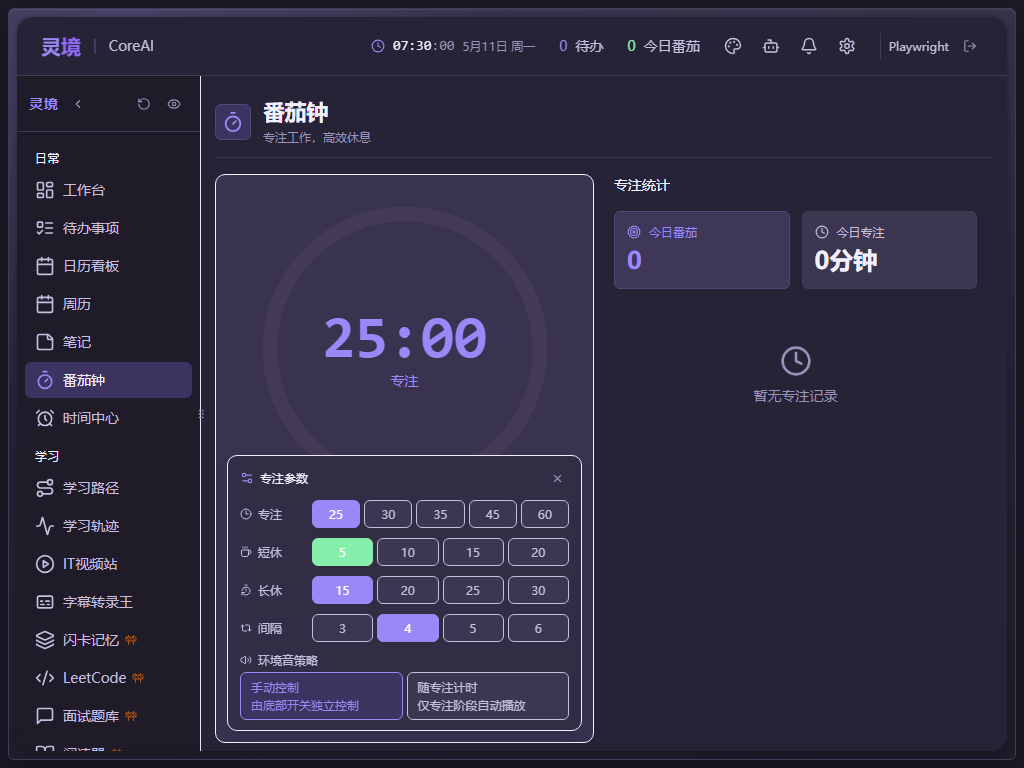 灵境 | CoreAI
07:30:00 5月11日 周一
0 待办
0 今日番茄
Playwright
灵境
日常
工作台
待办事项
日历看板
周历
笔记
番茄钟
时间中心
学习
学习路径
学习轨迹
IT视频站
字幕转录王
闪卡记忆
LeetCode
面试题库
番茄钟
专注工作，高效休息
25:00
专注
专注参数
专注 25 30 35 45 60
短休 5 10 15 20
长休 15 20 25 30
间隔 3 4 5 6
环境音策略
手动控制
由底部开关独立控制
随专注计时
仅专注阶段自动播放
专注统计
今日番茄
0
今日专注
0分钟
暂无专注记录